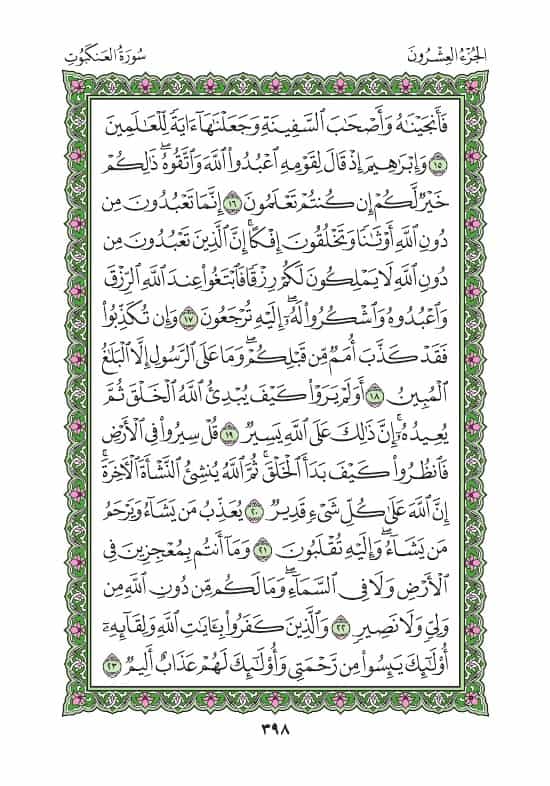 الجُزْءُ العِشْرُونَ
سُورَةُ العَنكَبُوتِ
فَأَنجَيْنَٰهُ وَأَصْحَٰبَ ٱلسَّفِينَةِ وَجَعَلْنَٰهَآ ءَايَةً لِّلْعَٰلَمِينَ
١٥ وَإِبْرَٰهِيمَ إِذْ قَالَ لِقَوْمِهِ ٱعْبُدُوا۟ ٱللَّهَ وَٱتَّقُوهُ ۖ ذَٰلِكُمْ
خَيْرٌ لَّكُمْ إِن كُنتُمْ تَعْلَمُونَ ١٦ إِنَّمَا تَعْبُدُونَ مِن
دُونِ ٱللَّهِ أَوْثَٰنًا وَتَخْلُقُونَ إِفْكًا ۚ إِنَّ ٱلَّذِينَ تَعْبُدُونَ مِن
دُونِ ٱللَّهِ لَا يَمْلِكُونَ لَكُمْ رِزْقًا فَٱبْتَغُوا۟ عِندَ ٱللَّهِ ٱلرِّزْقَ
وَٱعْبُدُوهُ وَٱشْكُرُوا۟ لَهُۥٓ ۖ إِلَيْهِ تُرْجَعُونَ ١٧ وَإِن تُكَذِّبُوا۟
فَقَدْ كَذَّبَ أُمَمٌ مِّن قَبْلِكُمْ ۖ وَمَا عَلَى ٱلرَّسُولِ إِلَّا ٱلْبَلَٰغُ
ٱلْمُبِينُ ١٨ أَوَلَمْ يَرَوْا۟ كَيْفَ يُبْدِئُ ٱللَّهُ ٱلْخَلْقَ ثُمَّ
يُعِيدُهُۥٓ ۚ إِنَّ ذَٰلِكَ عَلَى ٱللَّهِ يَسِيرٌ ١٩ قُلْ سِيرُوا۟ فِى ٱلْأَرْضِ
فَٱنظُرُوا۟ كَيْفَ بَدَأَ ٱلْخَلْقَ ۚ ثُمَّ ٱللَّهُ يُنشِئُ ٱلنَّشْأَةَ ٱلْأَخِرَةَ ۚ
إِنَّ ٱللَّهَ عَلَىٰ كُلِّ شَىْءٍ قَدِيرٌ ٢٠ يُعَذِّبُ مَن يَشَآءُ وَيَرْحَمُ
مَن يَشَآءُ ۖ وَإِلَيْهِ تُقْلَبُونَ ٢١ وَمَآ أَنتُم بِمُعْجِزِينَ فِى
ٱلْأَرْضِ وَلَا فِى ٱلسَّمَآءِ ۖ وَمَا لَكُم مِّن دُونِ ٱللَّهِ مِن
وَلِىٍّ وَلَا نَصِيرٍ ٢٢ وَٱلَّذِينَ كَفَرُوا۟ بِـَٔايَٰتِ ٱللَّهِ وَلِقَآئِهِۦٓ
أُو۟لَٰٓئِكَ يَئِسُوا۟ مِن رَّحْمَتِى وَأُو۟لَٰٓئِكَ لَهُمْ عَذَابٌ أَلِيمٌ ٢٣
٣٩٨